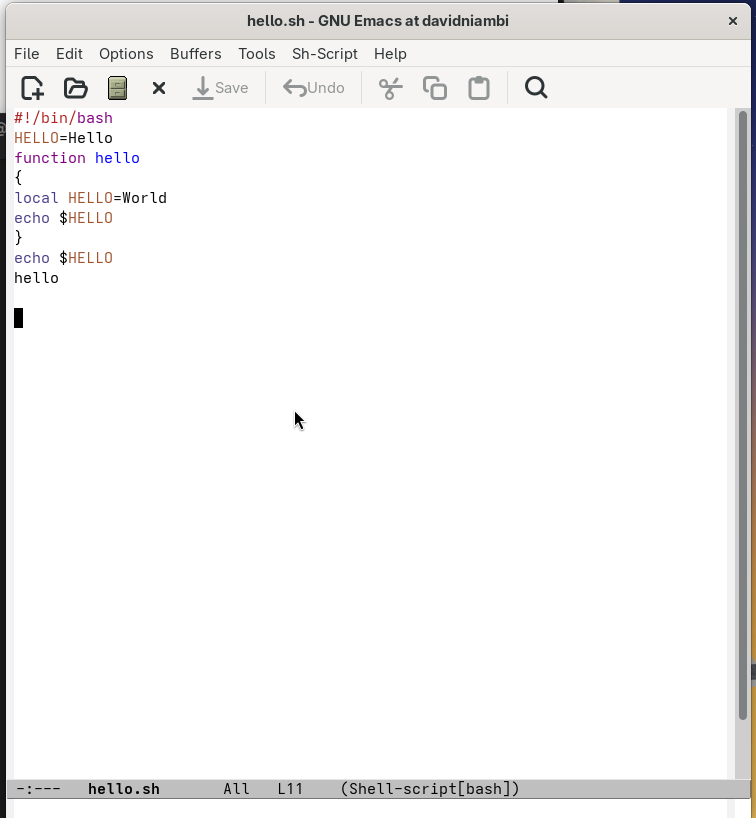 hello.sh - GNU Emacs at davidniambi
File Edit Options Buffers Tools Sh-Script Help
Save Undo
#!/bin/bash
HELLO=Hello
function hello
{
local HELLO=World
echo $HELLO
}
echo $HELLO
hello
-:--- hello.sh All L11 (Shell-script[bash])